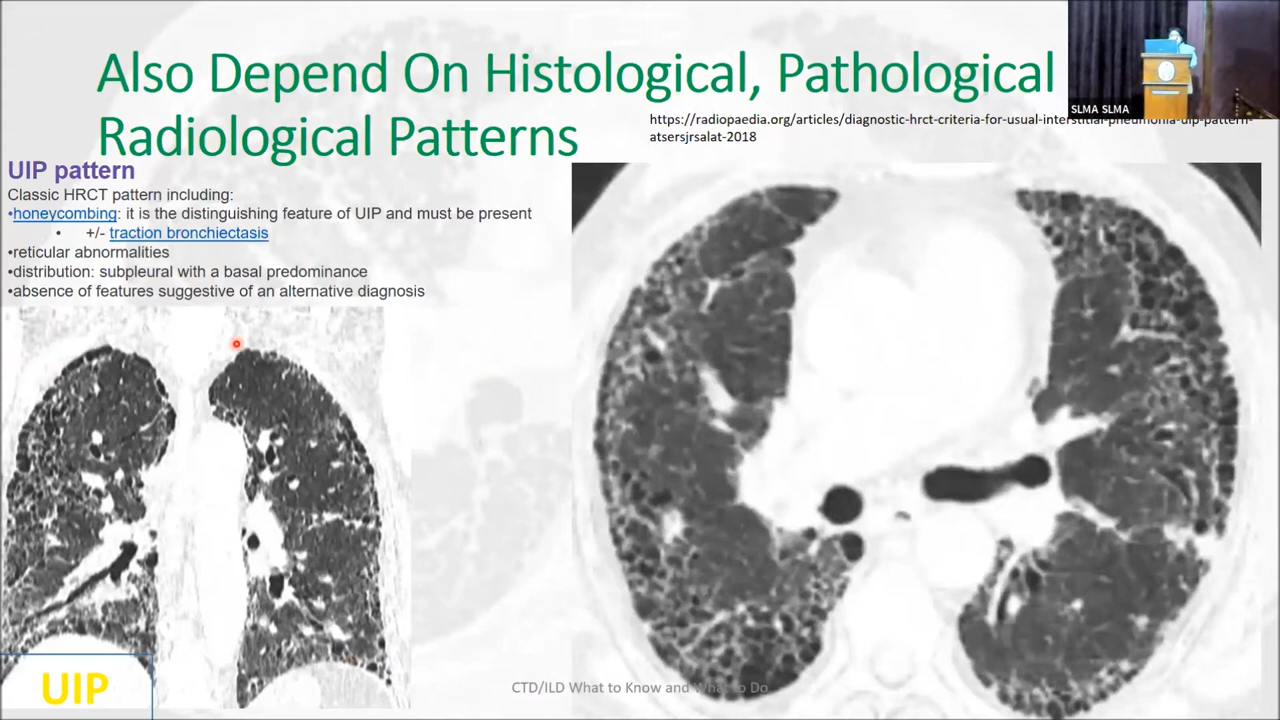 Also Depend On Histological, Pathological
Radiological Patterns
https://radiopaedia.org/articles/diagnostic-hrct-criteria-for-usual-interstitial-pneumonia-uip-pattern-
atsersjrsalat-2018
SLMA SLMA
UIP pattern
Classic HRCT pattern including:
•honeycombing: it is the distinguishing feature of UIP and must be present
• +/- traction bronchiectasis
•reticular abnormalities
•distribution: subpleural with a basal predominance
•absence of features suggestive of an alternative diagnosis
UIP
CTD/ILD What to Know and What to Do